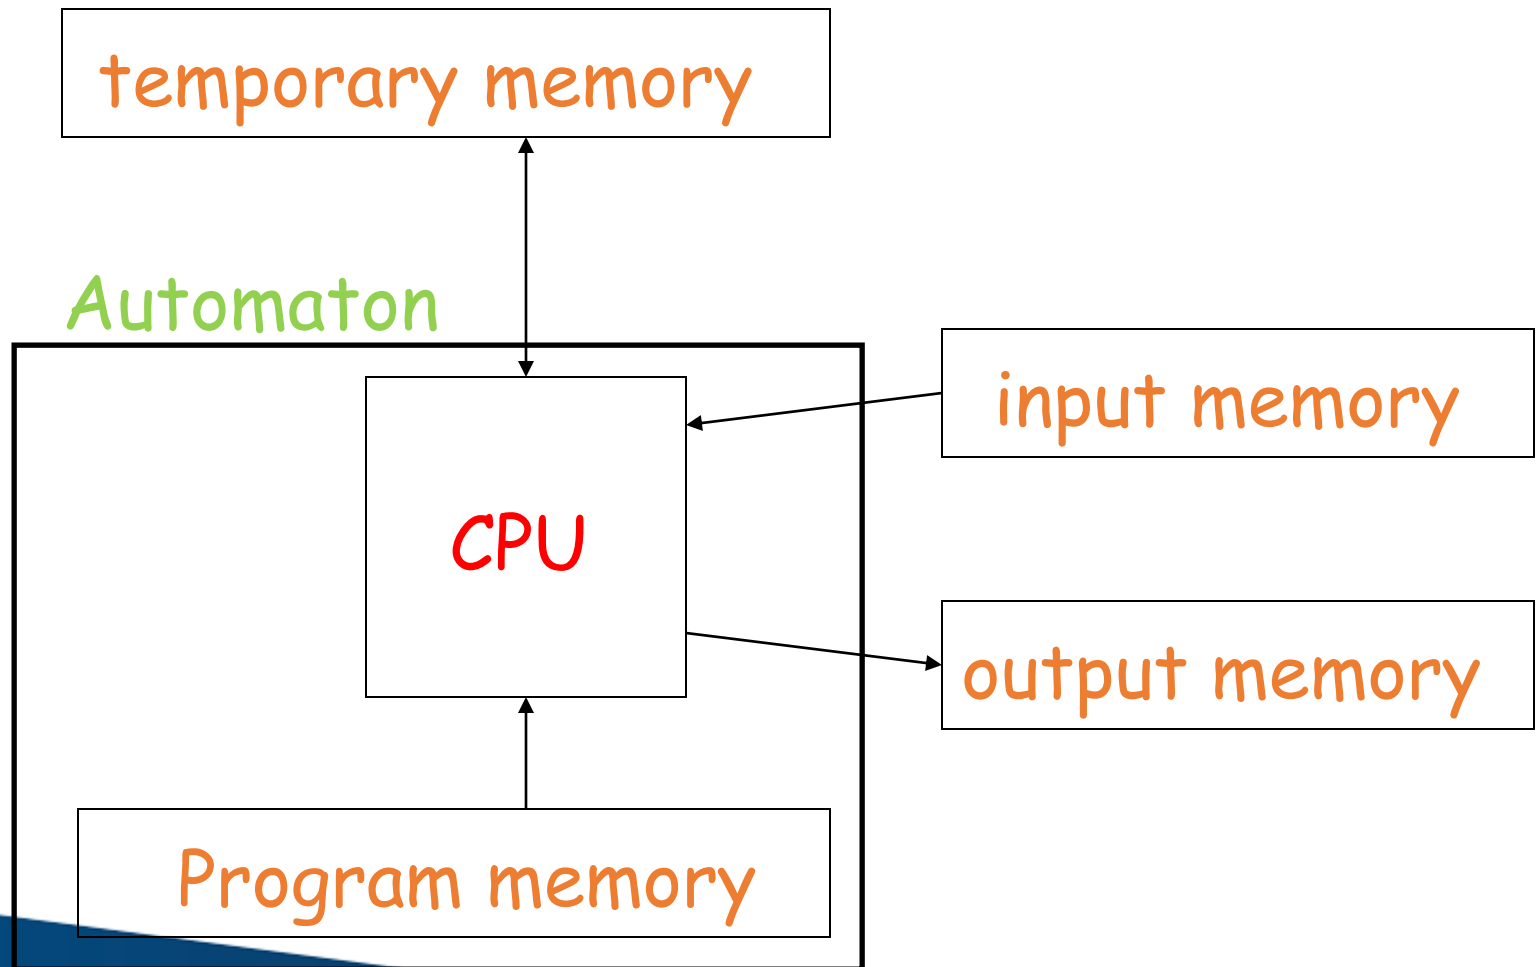 temporary memory
Automaton
input memory
CPU
output memory
Program memory